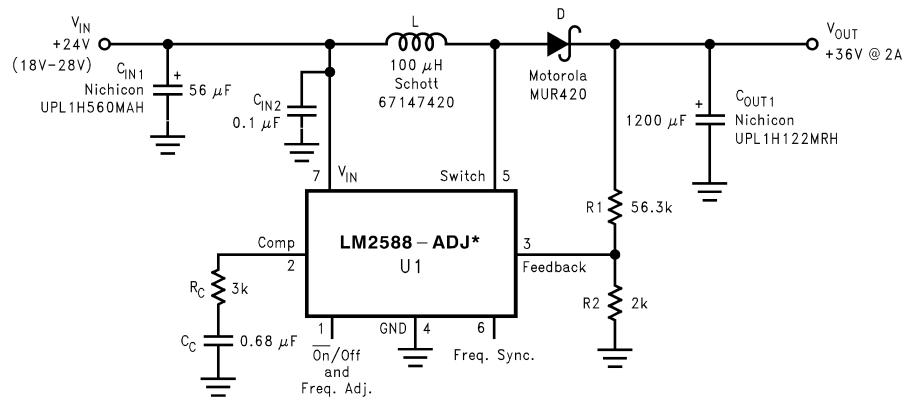 V_IN
+24V
(18V-28V)
C_IN1
Nichicon
UPL1H560MAH
+
56 μF
C_IN2
0.1 μF
L
100 μH
Schott
67147420
D
Motorola
MUR420
V_OUT
+36V @ 2A
+
1200 μF
C_OUT1
Nichicon
UPL1H122MRH
7
V_IN
Switch
5
R1
56.3k
LM2588-ADJ*
U1
Comp
2
3
Feedback
R_C
3k
R2
2k
C_C
0.68 μF
1
O̅n̅/Off
and
Freq. Adj.
GND
4
6
Freq. Sync.